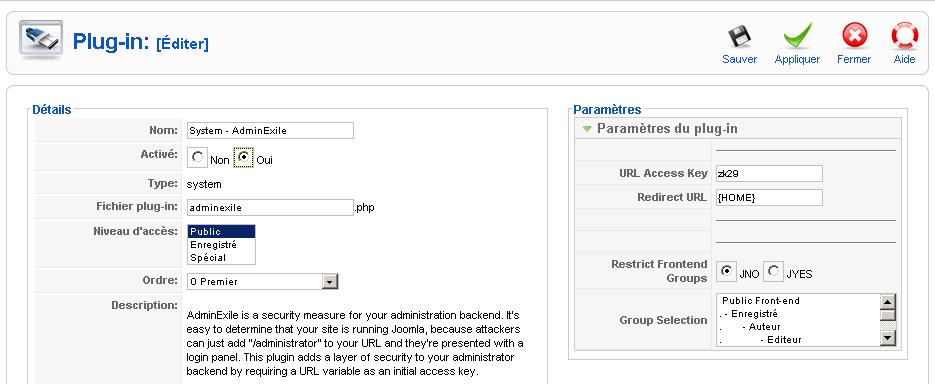 Plug-in: [Éditer]
Sauver Appliquer Fermer Aide
Détails
Nom: System - AdminExile
Activé: Non Oui
Type: system
Fichier plug-in: adminexile .php
Niveau d'accès: Public
Enregistré
Spécial
Ordre: 0 Premier
Description:
AdminExile is a security measure for your administration backend. It's
easy to determine that your site is running Joomla, because attackers
can just add "/administrator" to your URL and they're presented with a
login panel. This plugin adds a layer of security to your administrator
backend by requiring a URL variable as an initial access key.
Paramètres
Paramètres du plug-in
URL Access Key zk29
Redirect URL {HOME}
Restrict Frontend
Groups JNO JYES
Group Selection
Public Front-end
. - Enregistré
. - Auteur
. - Editeur